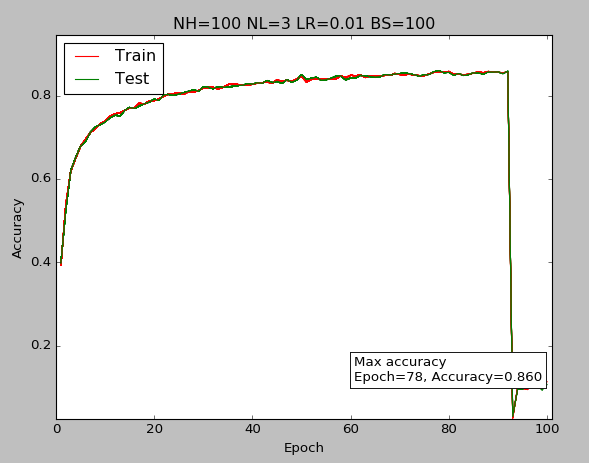 NH=100 NL=3 LR=0.01 BS=100
Train
Test
Accuracy
0.8
0.6
0.4
0.2
Max accuracy
Epoch=78, Accuracy=0.860
0 20 40 60 80 100
Epoch